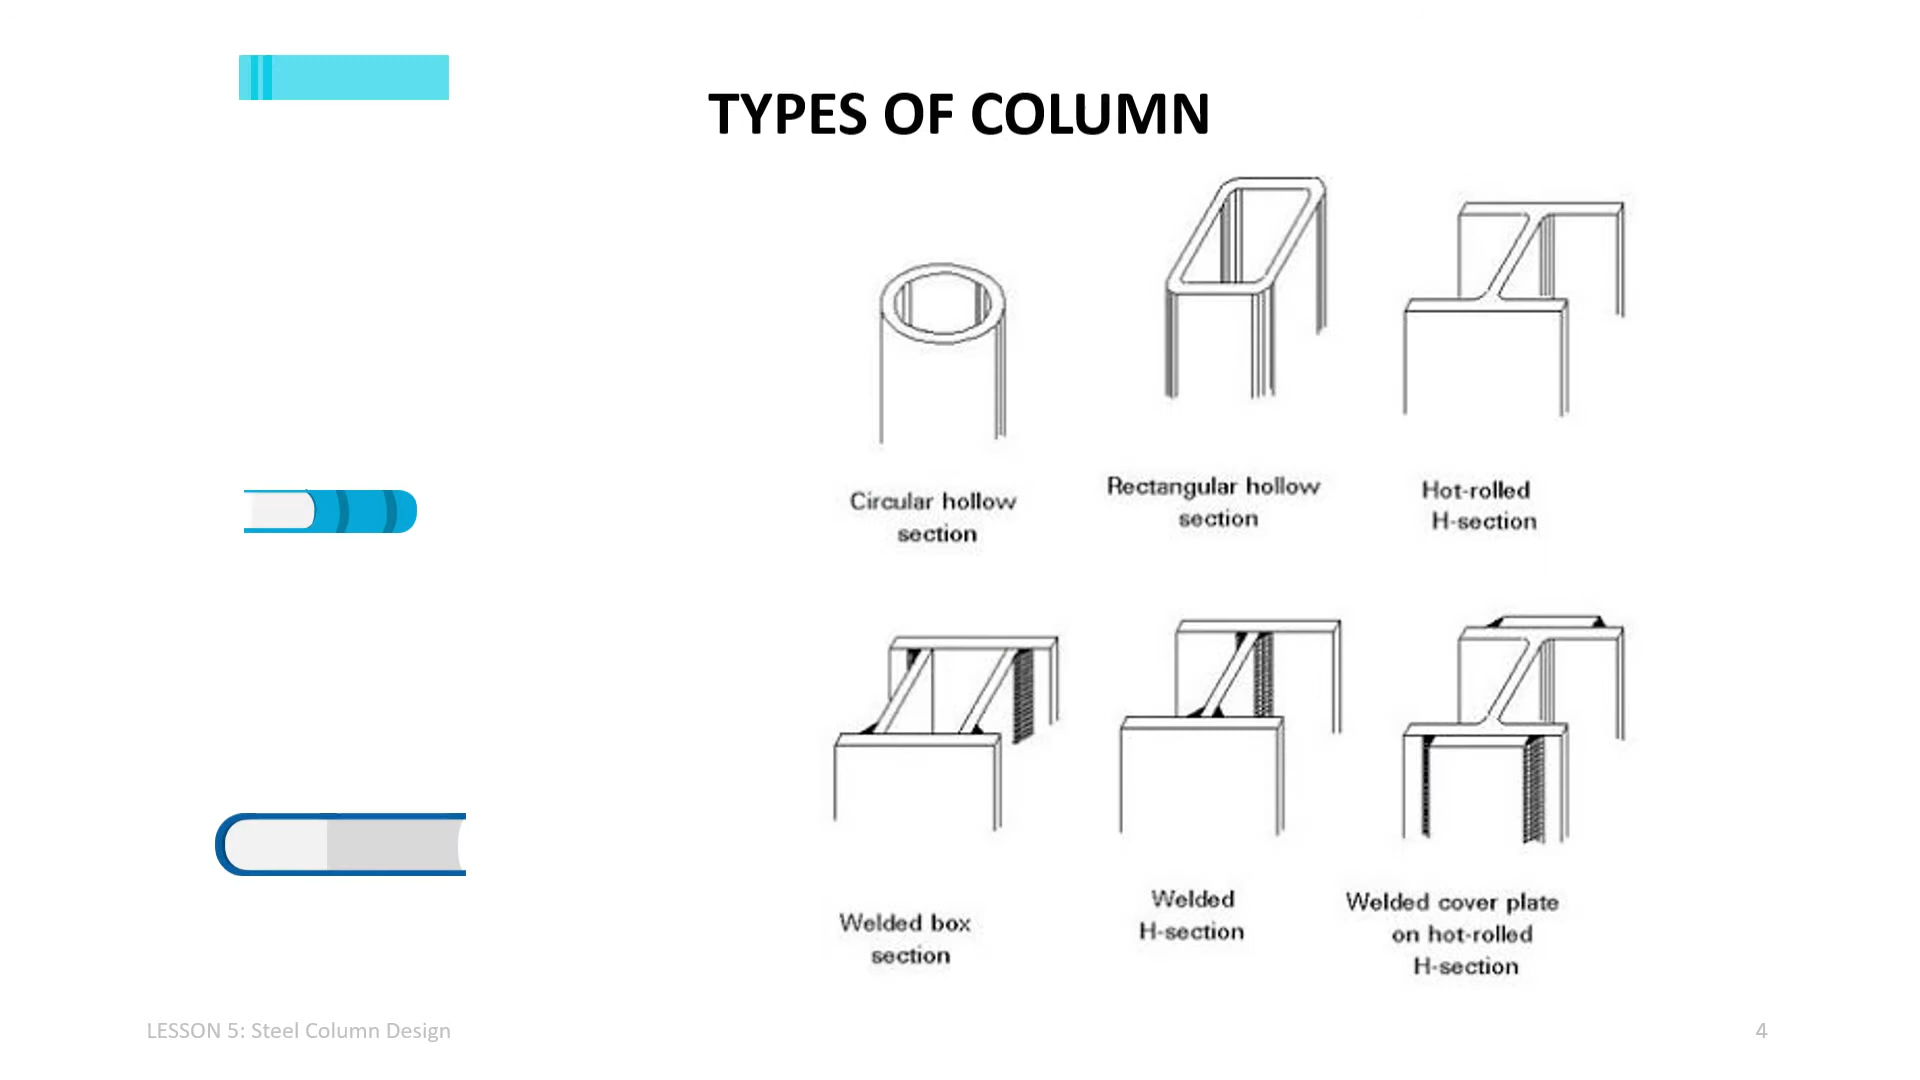 TYPES OF COLUMN
Circular hollow
section
Rectangular hollow
section
Hot-rolled
H-section
Welded box
section
Welded
H-section
Welded cover plate
on hot-rolled
H-section
LESSON 5: Steel Column Design
4